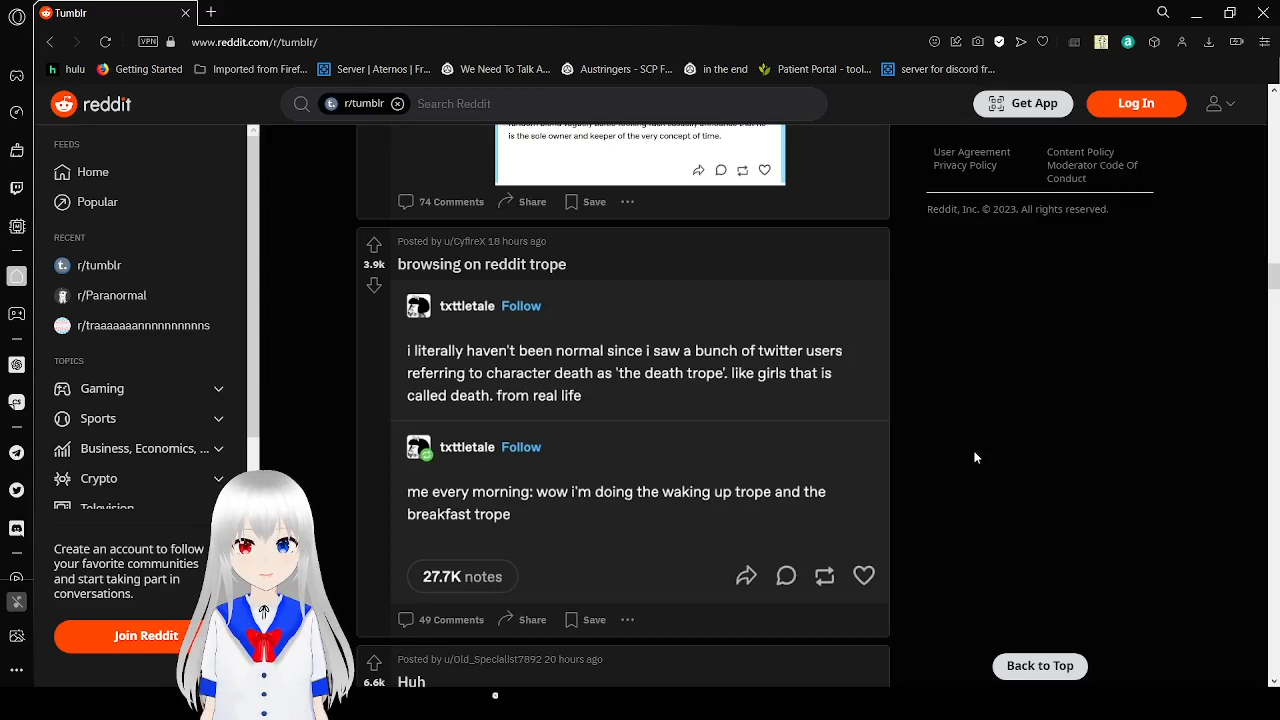 Tumblr
VPN
www.reddit.com/r/tumblr/
hulu
Getting Started
Imported from Firef...
Server | Aternos | Fr...
We Need To Talk A...
Austringers - SCP F...
in the end
Patient Portal - tool...
server for discord fr...
reddit
r/tumblr
Search Reddit
Get App
Log In
FEEDS
Home
Popular
RECENT
r/tumblr
r/Paranormal
r/traaaaaaannnnnnnnns
TOPICS
Gaming
Sports
Business, Economics, ...
Crypto
Television
Create an account to follow
your favorite communities
and start taking part in
conversations.
Join Reddit
is the sole owner and keeper of the very concept of time.
74 Comments
Share
Save
Posted by u/CyfireX 18 hours ago
3.9k
browsing on reddit trope
txttletale Follow
i literally haven't been normal since i saw a bunch of twitter users
referring to character death as 'the death trope'. like girls that is
called death. from real life
txttletale Follow
me every morning: wow i'm doing the waking up trope and the
breakfast trope
27.7K notes
49 Comments
Share
Save
Posted by u/Old_Specialist7892 20 hours ago
6.6k
Huh
User Agreement
Privacy Policy
Content Policy
Moderator Code Of
Conduct
Reddit, Inc. © 2023. All rights reserved.
Back to Top